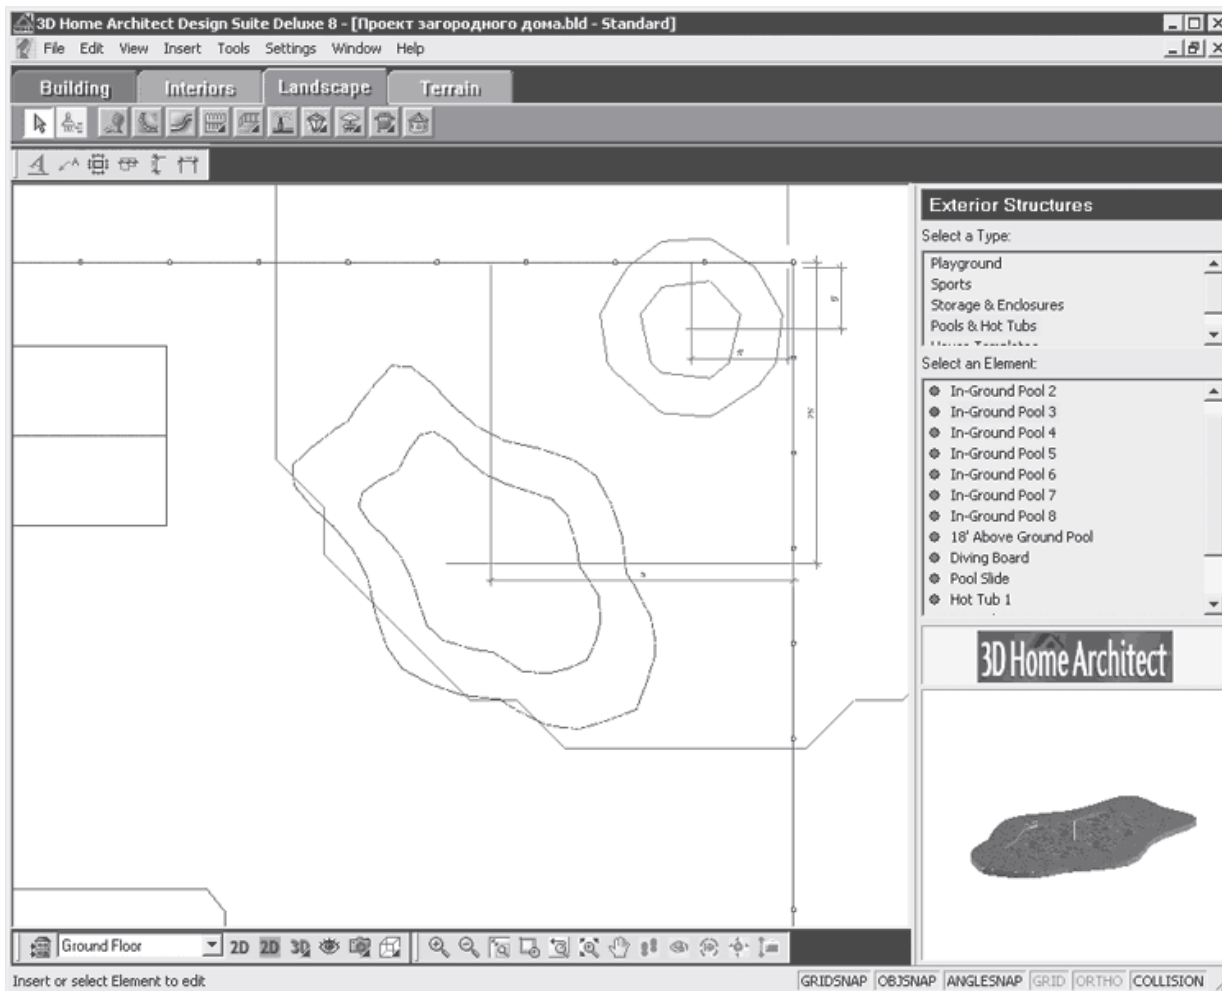 3D Home Architect Design Suite Deluxe 8 - [Проект загородного дома.bld - Standard]
File Edit View Insert Tools Settings Window Help
Building Interiors Landscape Terrain
Exterior Structures
Select a Type:
Playground
Sports
Storage & Enclosures
Pools & Hot Tubs
House Templates
Select an Element:
In-Ground Pool 2
In-Ground Pool 3
In-Ground Pool 4
In-Ground Pool 5
In-Ground Pool 6
In-Ground Pool 7
In-Ground Pool 8
18' Above Ground Pool
Diving Board
Pool Slide
Hot Tub 1
3D Home Architect
Ground Floor 2D 2D 3D
Insert or select Element to edit GRIDSNAP OBJSNAP ANGLESNAP GRID ORTHO COLLISION